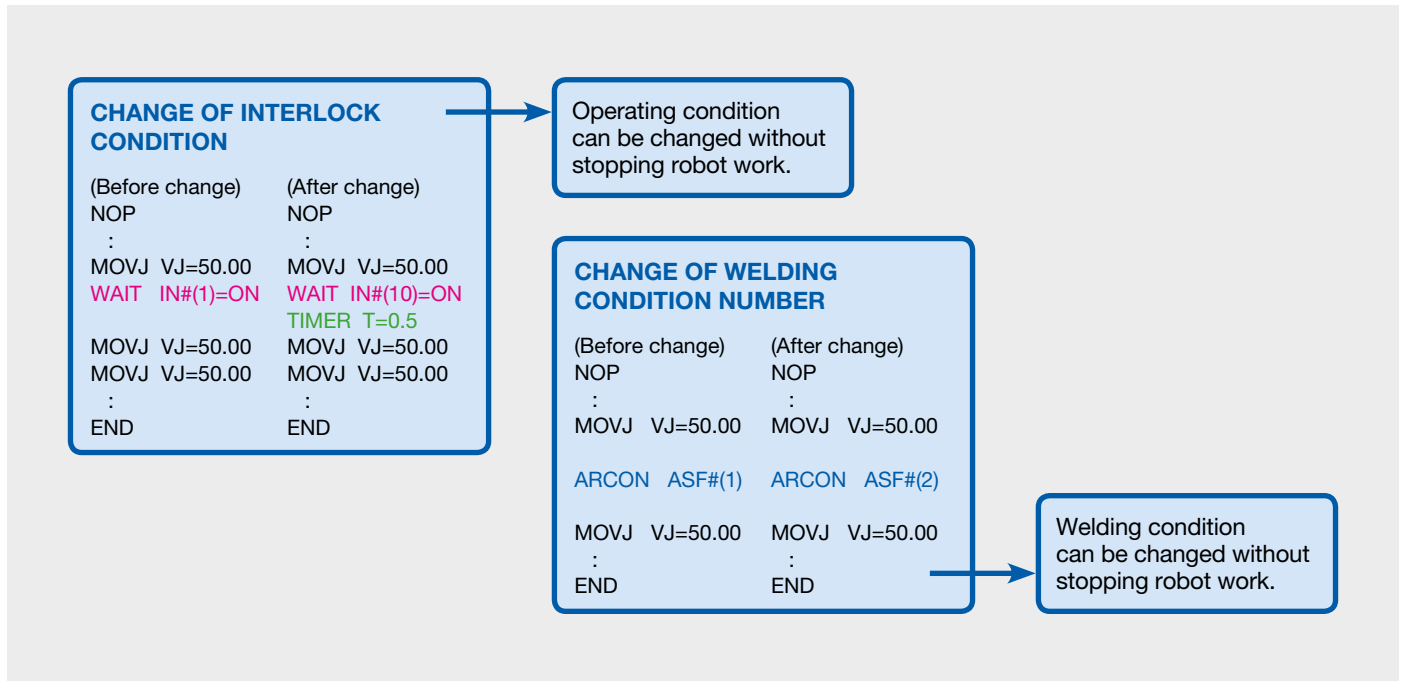 CHANGE OF INTERLOCK
CONDITION
(Before change) (After change)
NOP NOP
: :
MOVJ VJ=50.00 MOVJ VJ=50.00
WAIT IN#(1)=ON WAIT IN#(10)=ON
TIMER T=0.5
MOVJ VJ=50.00 MOVJ VJ=50.00
MOVJ VJ=50.00 MOVJ VJ=50.00
: :
END END
Operating condition
can be changed without
stopping robot work.
CHANGE OF WELDING
CONDITION NUMBER
(Before change) (After change)
NOP NOP
: :
MOVJ VJ=50.00 MOVJ VJ=50.00
ARCON ASF#(1) ARCON ASF#(2)
MOVJ VJ=50.00 MOVJ VJ=50.00
: :
END END
Welding condition
can be changed without
stopping robot work.